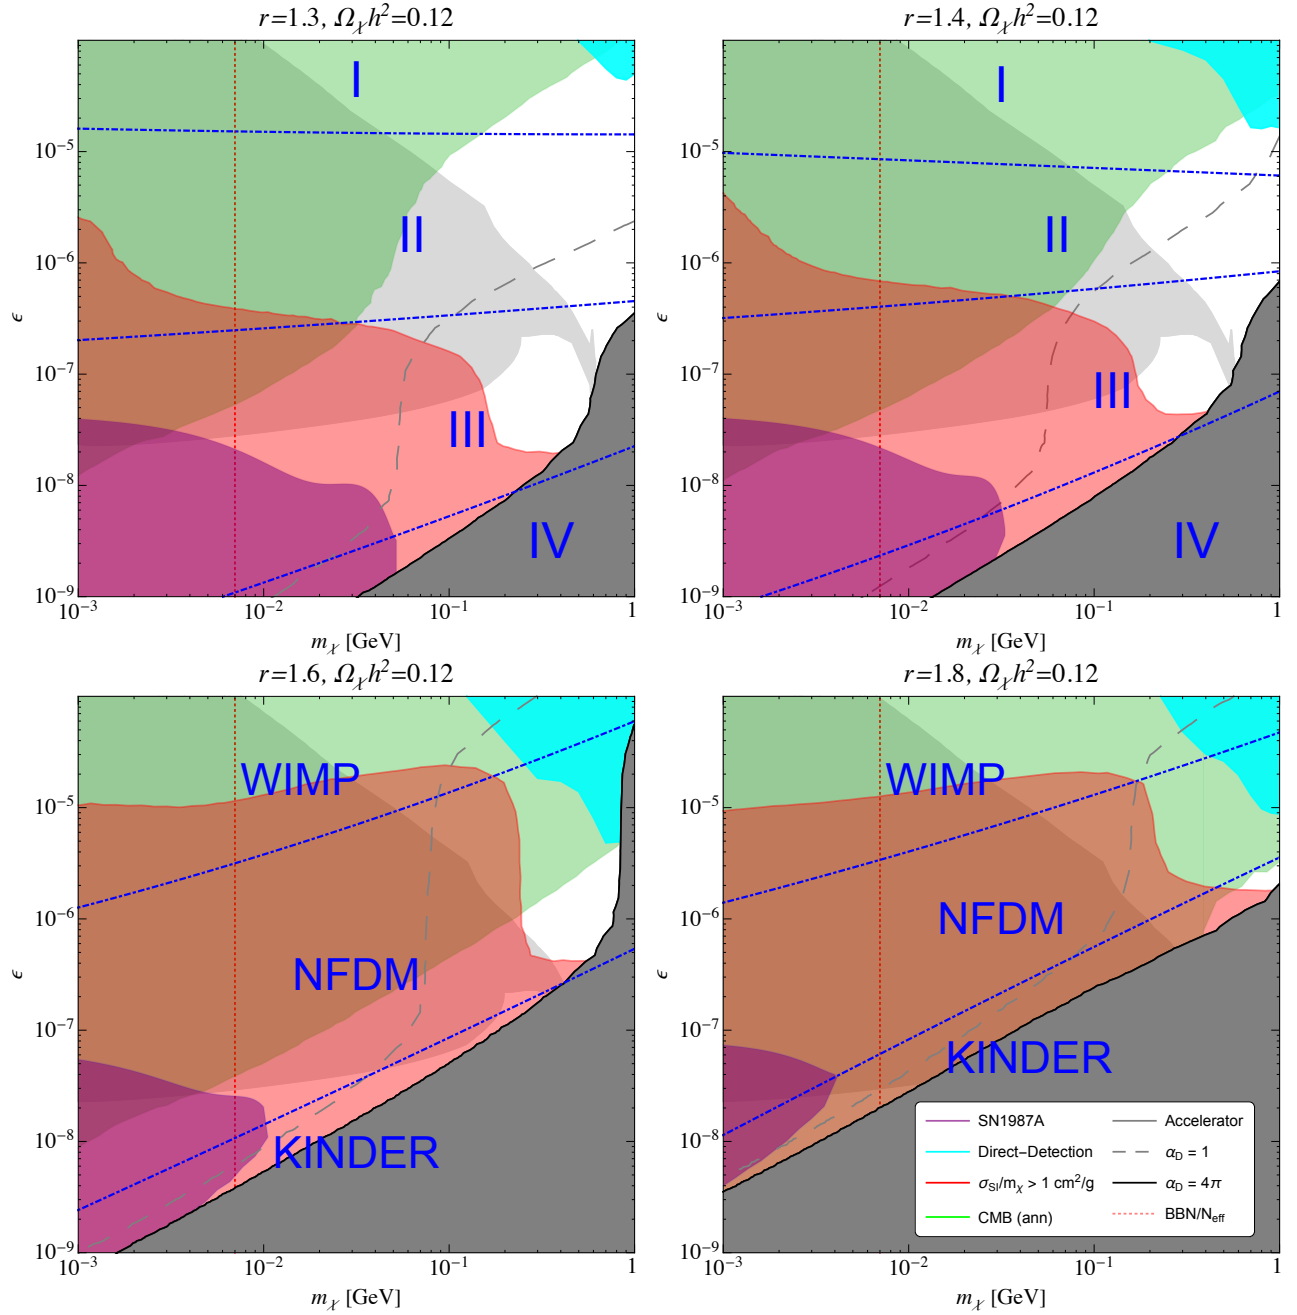 r=1.3, Ωχh²=0.12
I
II
III
IV
10⁻⁵
10⁻⁶
10⁻⁷
10⁻⁸
10⁻⁹
ϵ
10⁻³ 10⁻² 10⁻¹ 1
mχ [GeV]
r=1.4, Ωχh²=0.12
I
II
III
IV
10⁻⁵
10⁻⁶
10⁻⁷
10⁻⁸
10⁻⁹
ϵ
10⁻³ 10⁻² 10⁻¹ 1
mχ [GeV]
r=1.6, Ωχh²=0.12
WIMP
NFDM
KINDER
10⁻⁵
10⁻⁶
10⁻⁷
10⁻⁸
10⁻⁹
ϵ
10⁻³ 10⁻² 10⁻¹ 1
mχ [GeV]
r=1.8, Ωχh²=0.12
WIMP
NFDM
KINDER
10⁻⁵
10⁻⁶
10⁻⁷
10⁻⁸
10⁻⁹
ϵ
10⁻³ 10⁻² 10⁻¹ 1
mχ [GeV]
SN1987A Accelerator
Direct-Detection α_D = 1
σ_SI/mχ > 1 cm²/g α_D = 4π
CMB (ann) BBN/N_eff